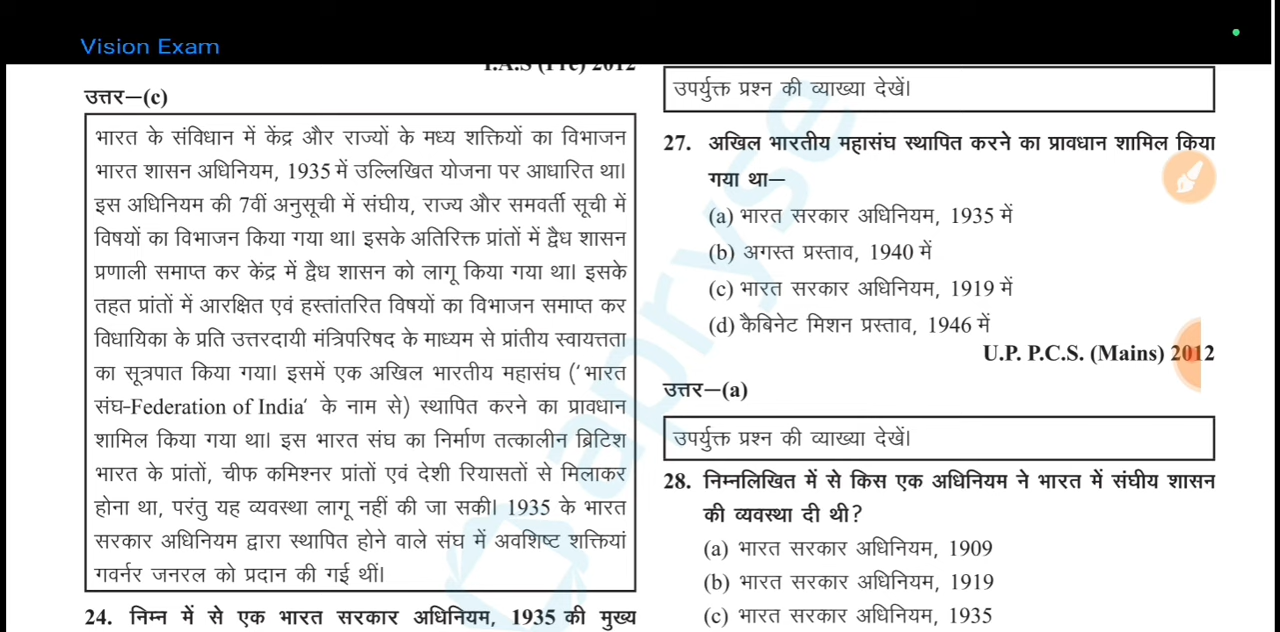 Vision Exam
I.A.S (Pre) 2012
उत्तर–(c)
भारत के संविधान में केंद्र और राज्यों के मध्य शक्तियों का विभाजन
भारत शासन अधिनियम, 1935 में उल्लिखित योजना पर आधारित था।
इस अधिनियम की 7वीं अनुसूची में संघीय, राज्य और समवर्ती सूची में
विषयों का विभाजन किया गया था। इसके अतिरिक्त प्रांतों में द्वैध शासन
प्रणाली समाप्त कर केंद्र में द्वैध शासन को लागू किया गया था। इसके
तहत प्रांतों में आरक्षित एवं हस्तांतरित विषयों का विभाजन समाप्त कर
विधायिका के प्रति उत्तरदायी मंत्रिपरिषद के माध्यम से प्रांतीय स्वायत्तता
का सूत्रपात किया गया। इसमें एक अखिल भारतीय महासंघ ('भारत
संघ-Federation of India' के नाम से) स्थापित करने का प्रावधान
शामिल किया गया था। इस भारत संघ का निर्माण तत्कालीन ब्रिटिश
भारत के प्रांतों, चीफ कमिश्नर प्रांतों एवं देशी रियासतों से मिलाकर
होना था, परंतु यह व्यवस्था लागू नहीं की जा सकी। 1935 के भारत
सरकार अधिनियम द्वारा स्थापित होने वाले संघ में अवशिष्ट शक्तियां
गवर्नर जनरल को प्रदान की गई थीं।
24. निम्न में से एक भारत सरकार अधिनियम, 1935 की मुख्य
उपर्युक्त प्रश्न की व्याख्या देखें।
27. अखिल भारतीय महासंघ स्थापित करने का प्रावधान शामिल किया
गया था–
(a) भारत सरकार अधिनियम, 1935 में
(b) अगस्त प्रस्ताव, 1940 में
(c) भारत सरकार अधिनियम, 1919 में
(d) कैबिनेट मिशन प्रस्ताव, 1946 में
U.P. P.C.S. (Mains) 2012
उत्तर–(a)
उपर्युक्त प्रश्न की व्याख्या देखें।
28. निम्नलिखित में से किस एक अधिनियम ने भारत में संघीय शासन
की व्यवस्था दी थी?
(a) भारत सरकार अधिनियम, 1909
(b) भारत सरकार अधिनियम, 1919
(c) भारत सरकार अधिनियम, 1935
apryse